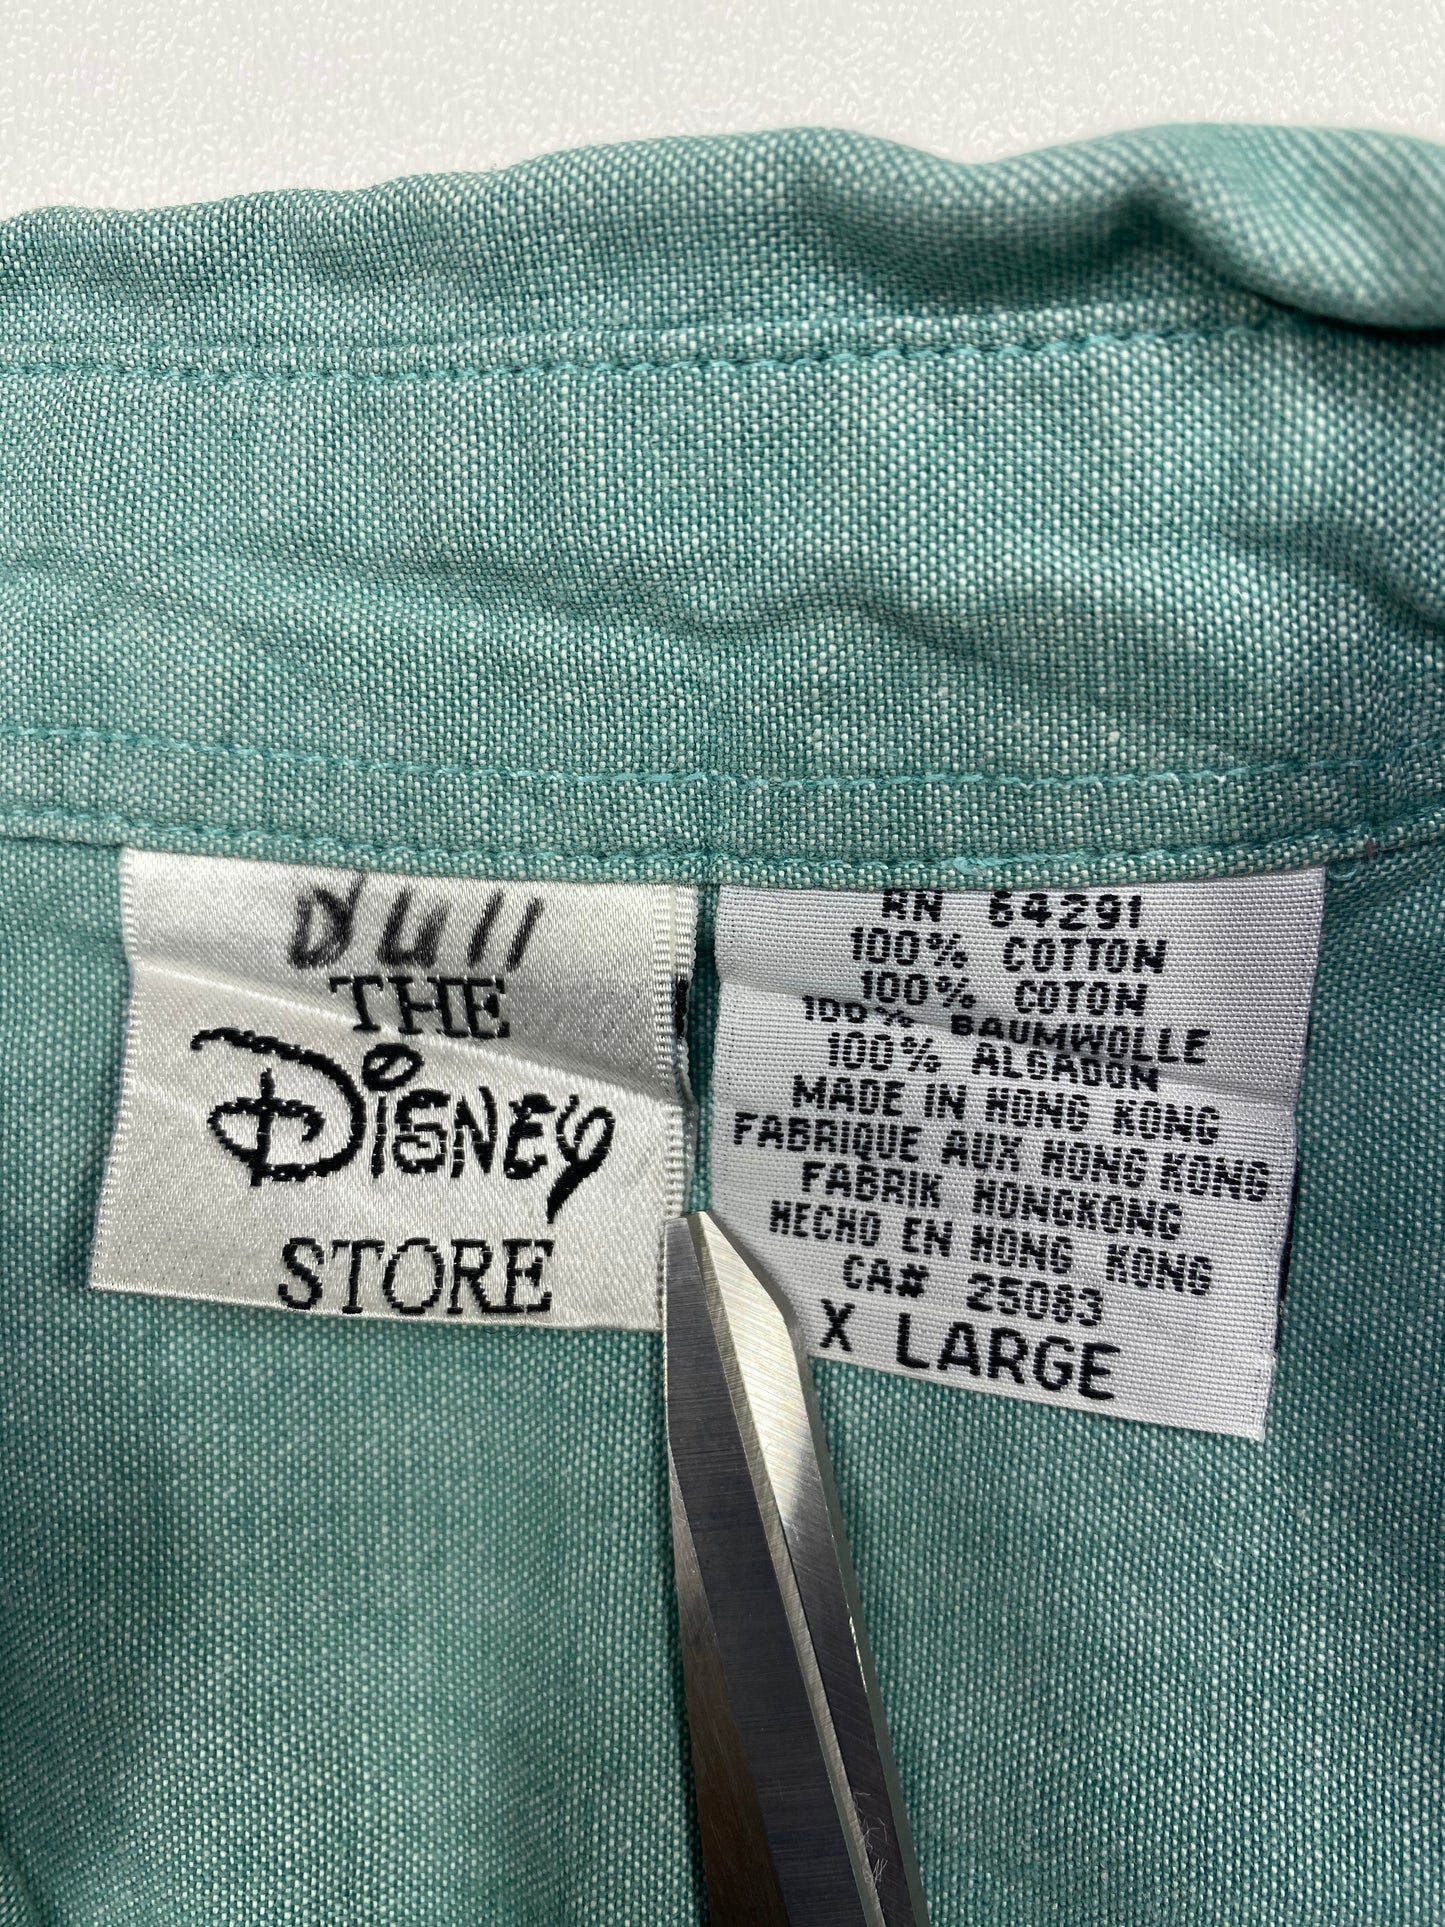 dull
THE
DISNEY
STORE
RN 64291
100% COTTON
100% COTON
100% BAUMWOLLE
100% ALGADON
MADE IN HONG KONG
FABRIQUE AUX HONG KONG
FABRIK HONGKONG
HECHO EN HONG KONG
CA# 25083
X LARGE